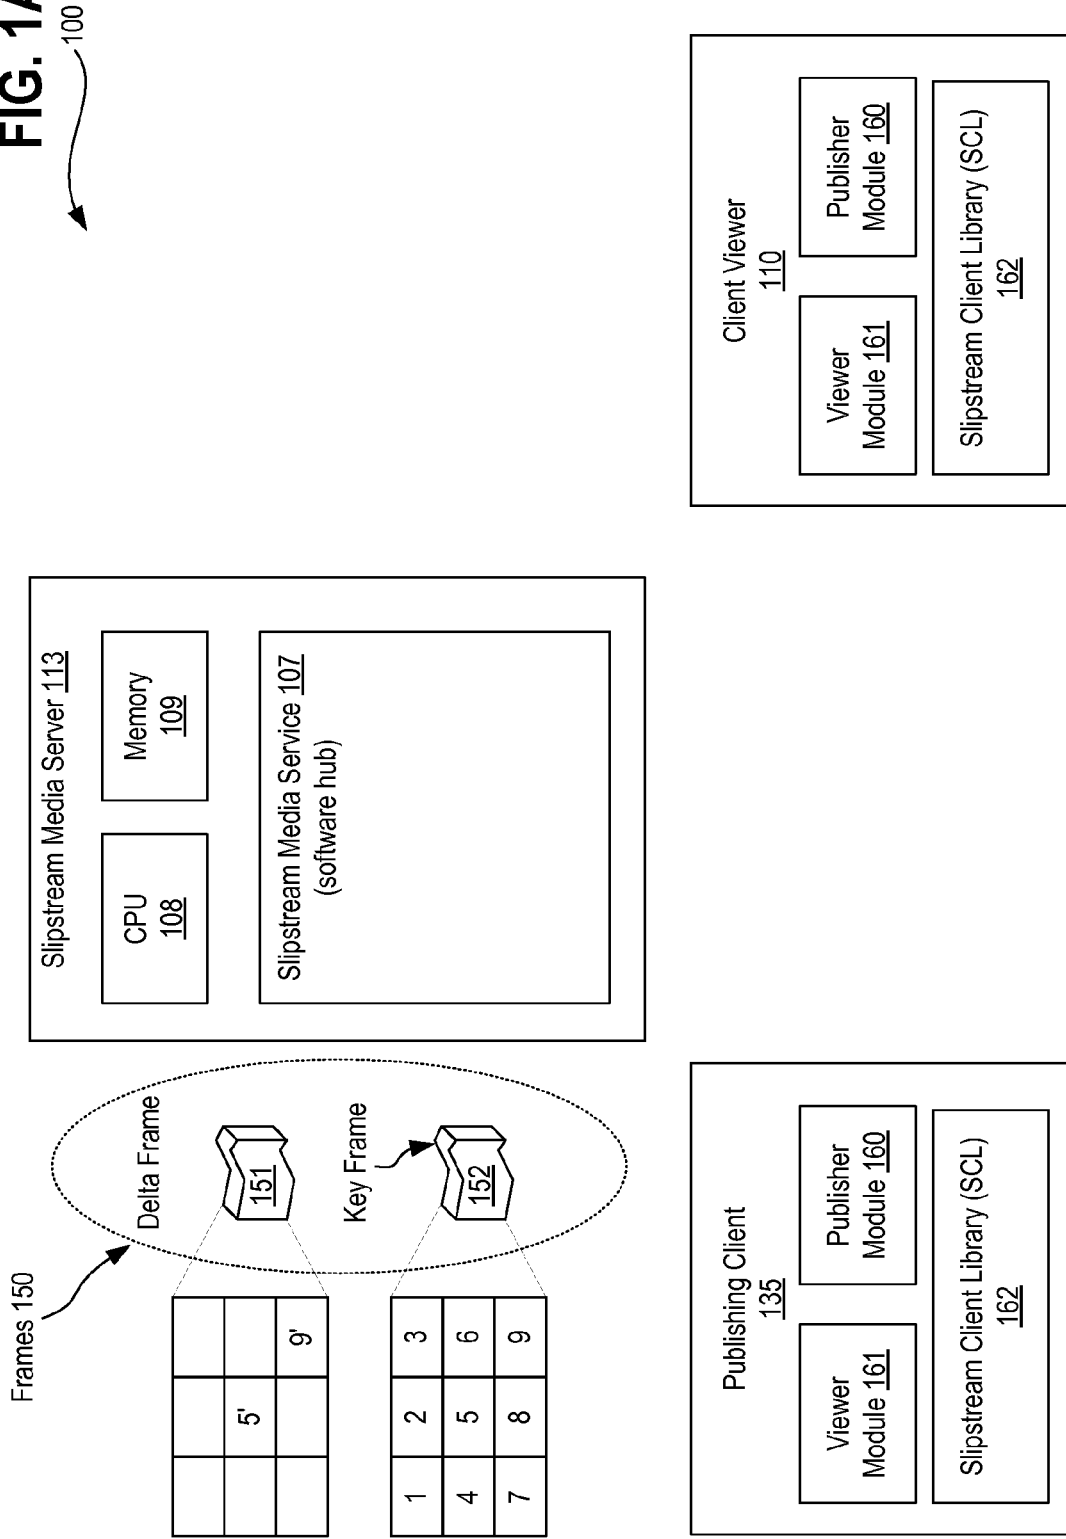 FIG. 1A
100
Frames 150
Delta Frame
151
Key Frame
152
5'
9'
1 2 3
4 5 6
7 8 9
Slipstream Media Server 113
CPU
108
Memory
109
Slipstream Media Service 107
(software hub)
Publishing Client
135
Viewer
Module 161
Publisher
Module 160
Slipstream Client Library (SCL)
162
Client Viewer
110
Viewer
Module 161
Publisher
Module 160
Slipstream Client Library (SCL)
162